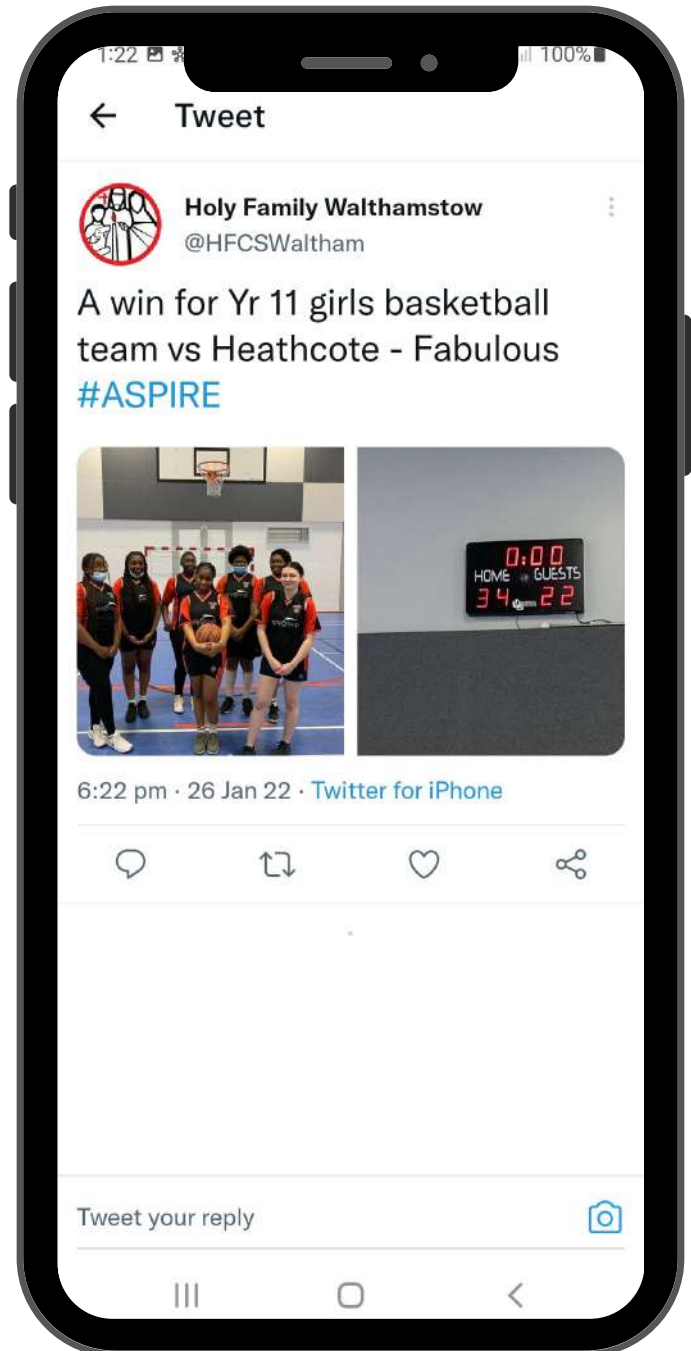 1:22
100%
Tweet
Holy Family Walthamstow
@HFCSWaltham
A win for Yr 11 girls basketball
team vs Heathcote - Fabulous
#ASPIRE
0:00
HOME GUESTS
34 22
6:22 pm · 26 Jan 22 · Twitter for iPhone
Tweet your reply